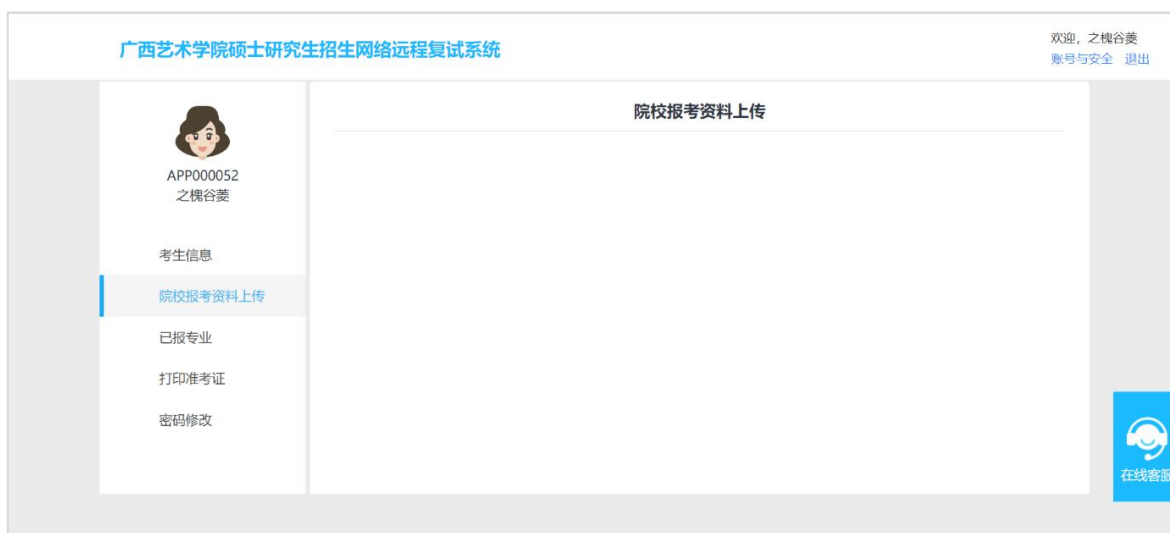 广西艺术学院硕士研究生招生网络远程复试系统
欢迎，之槐谷菱
账号与安全 退出
院校报考资料上传
APP000052
之槐谷菱
考生信息
院校报考资料上传
已报专业
打印准考证
密码修改
在线客服